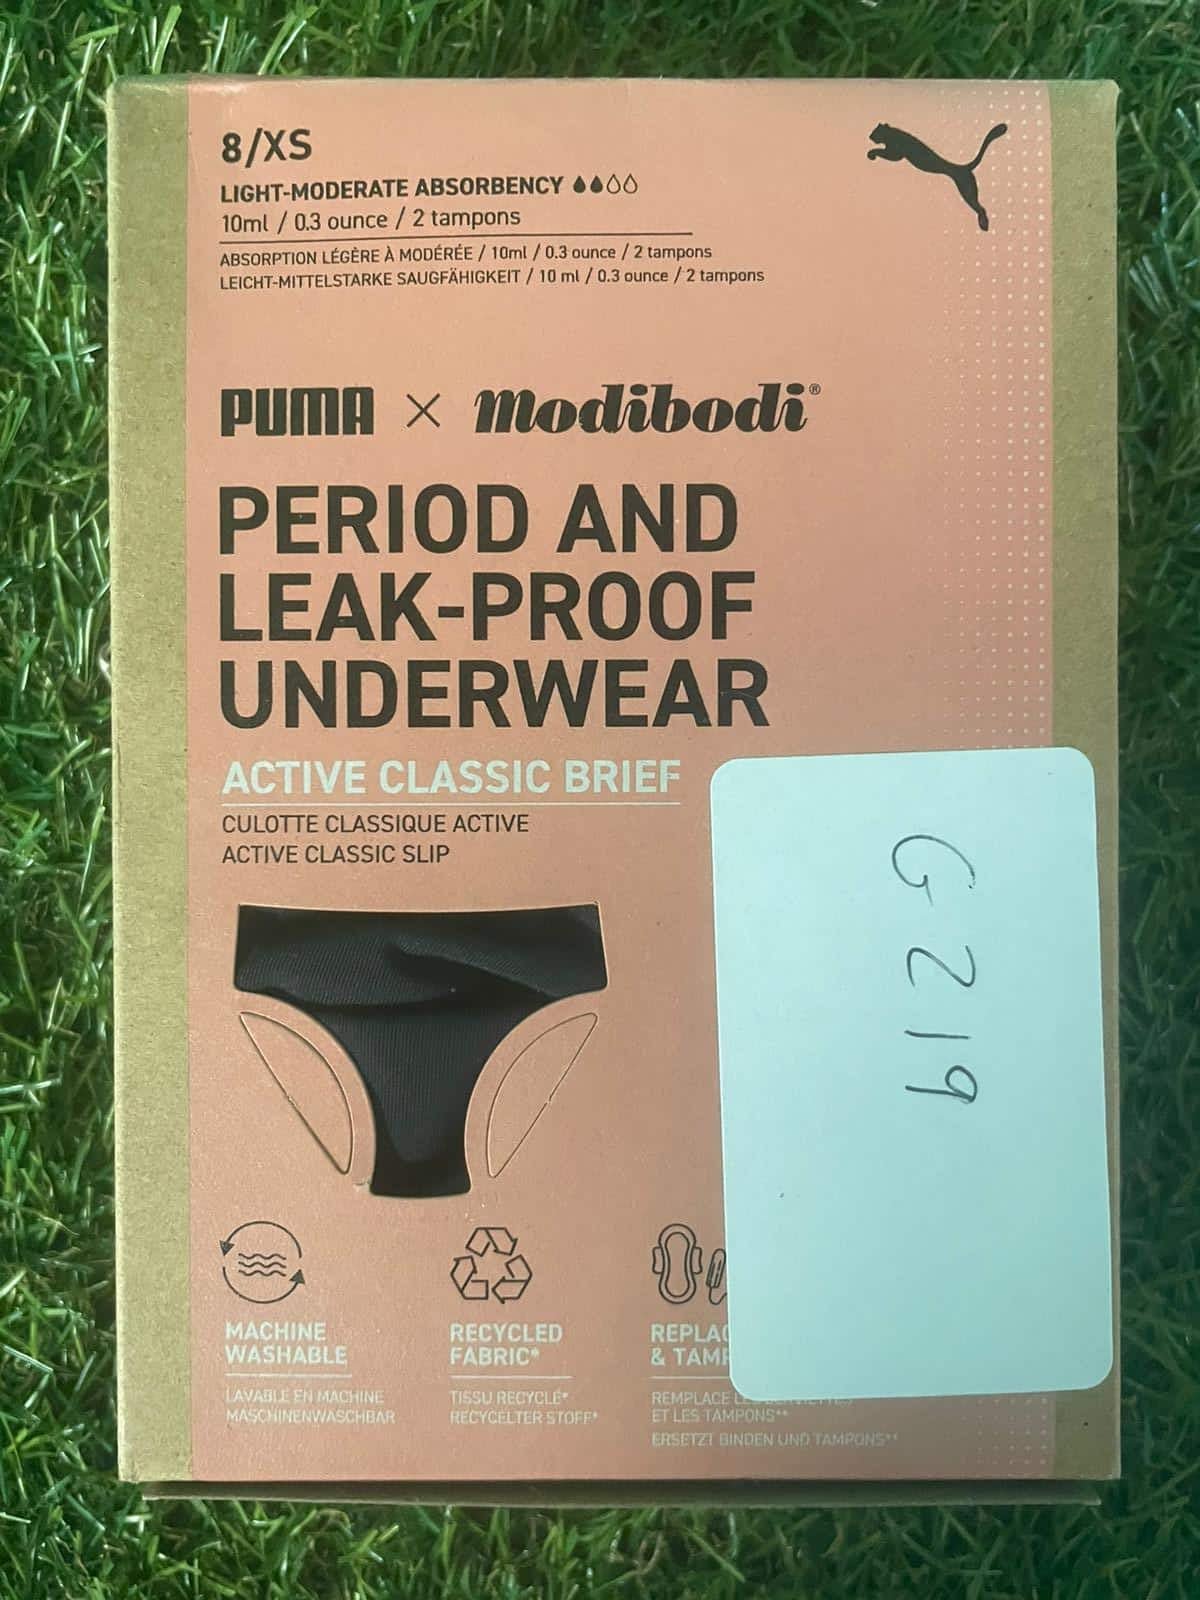 8/XS
LIGHT-MODERATE ABSORBENCY
10ml / 0.3 ounce / 2 tampons
ABSORPTION LÉGÈRE À MODÉRÉE / 10ml / 0.3 ounce / 2 tampons
LEICHT-MITTELSTARKE SAUGFÄHIGKEIT / 10 ml / 0.3 ounce / 2 tampons
PUMA × modibodi®
PERIOD AND
LEAK-PROOF
UNDERWEAR
ACTIVE CLASSIC BRIEF
CULOTTE CLASSIQUE ACTIVE
ACTIVE CLASSIC SLIP
G219
MACHINE
WASHABLE
LAVABLE EN MACHINE
MASCHINENWASCHBAR
RECYCLED
FABRIC*
TISSU RECYCLÉ*
RECYCELTER STOFF*
& 
REMPLACE
ET LES TAMPONS**
ERSETZT BINDEN UND TAMPONS**